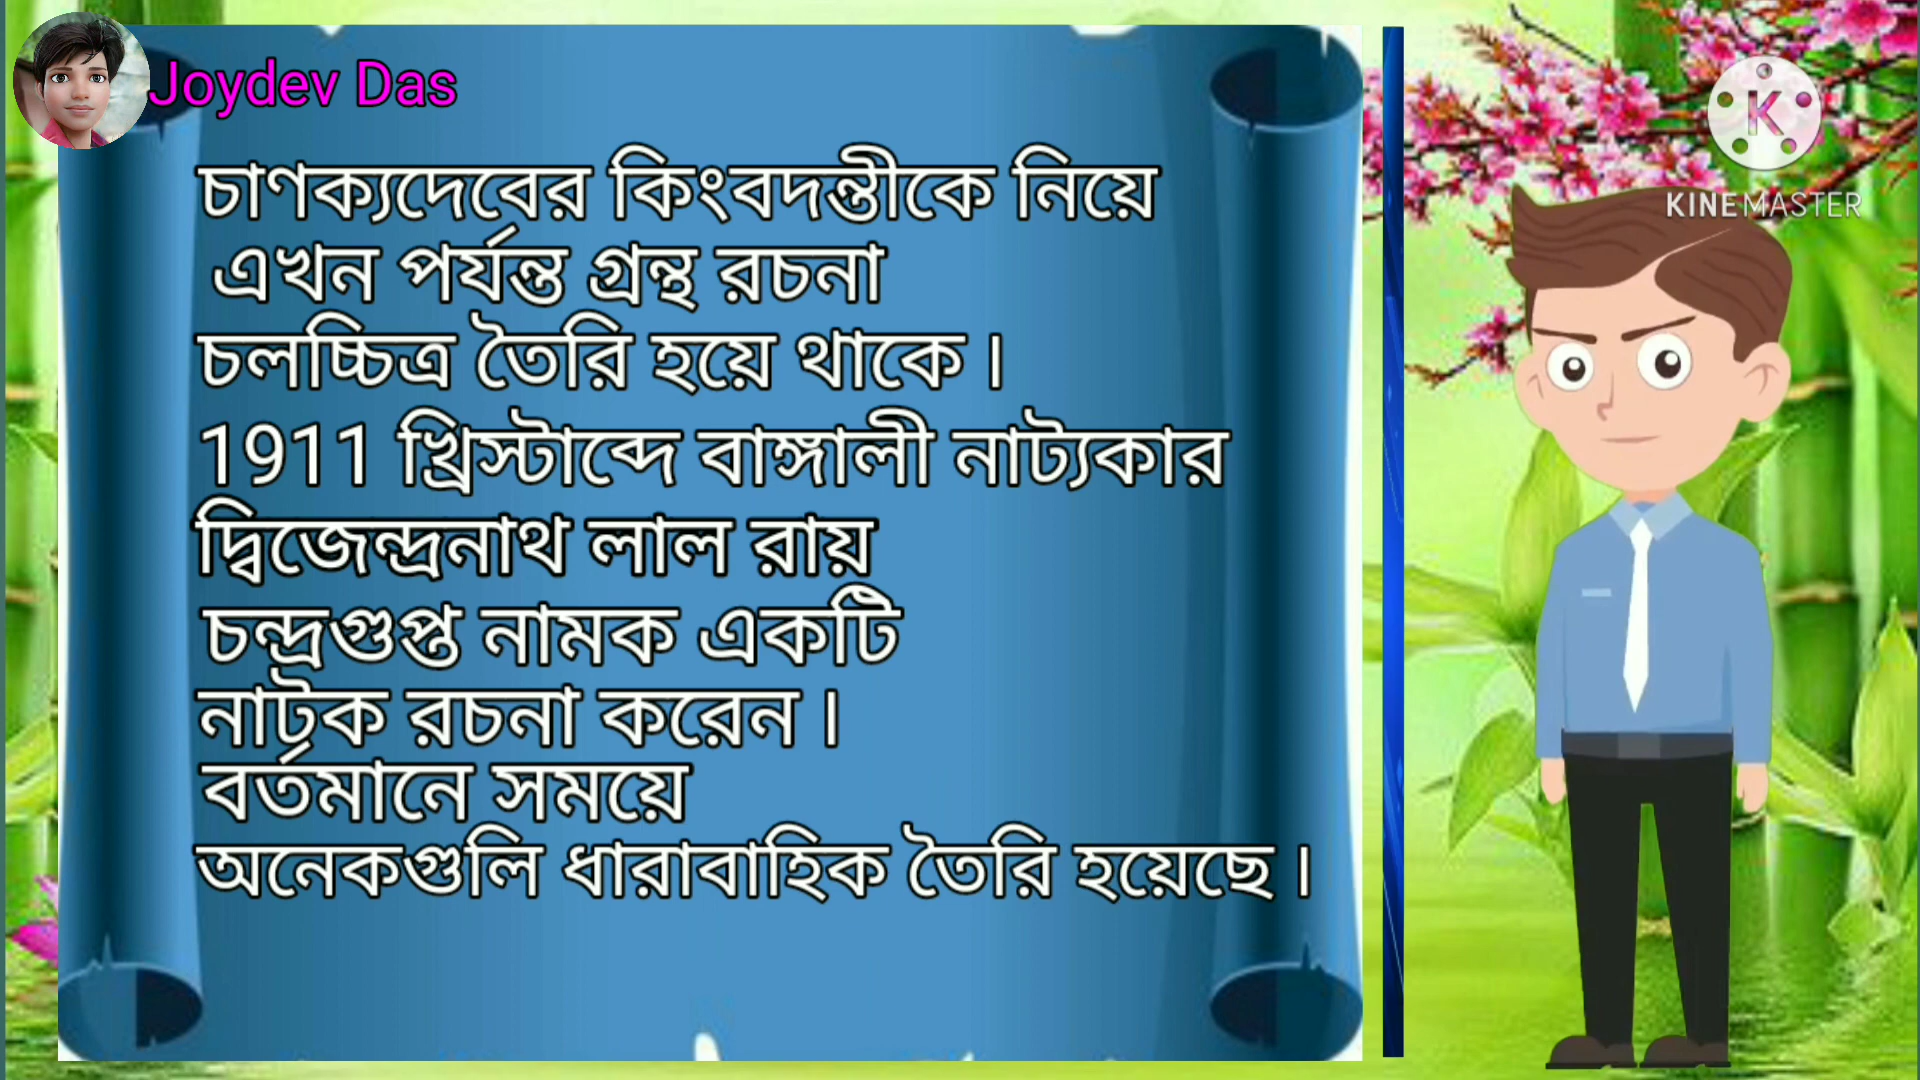 Joydev Das
চাণক্যদেবের কিংবদন্তীকে নিয়ে
এখন পর্যন্ত গ্রন্থ রচনা
চলচ্চিত্র তৈরি হয়ে থাকে।
1911 খ্রিস্টাব্দে বাঙ্গালী নাট্যকার
দ্বিজেন্দ্রনাথ লাল রায়
চন্দ্রগুপ্ত নামক একটি
নাটক রচনা করেন।
বর্তমানে সময়ে
অনেকগুলি ধারাবাহিক তৈরি হয়েছে।
K
KINEMASTER